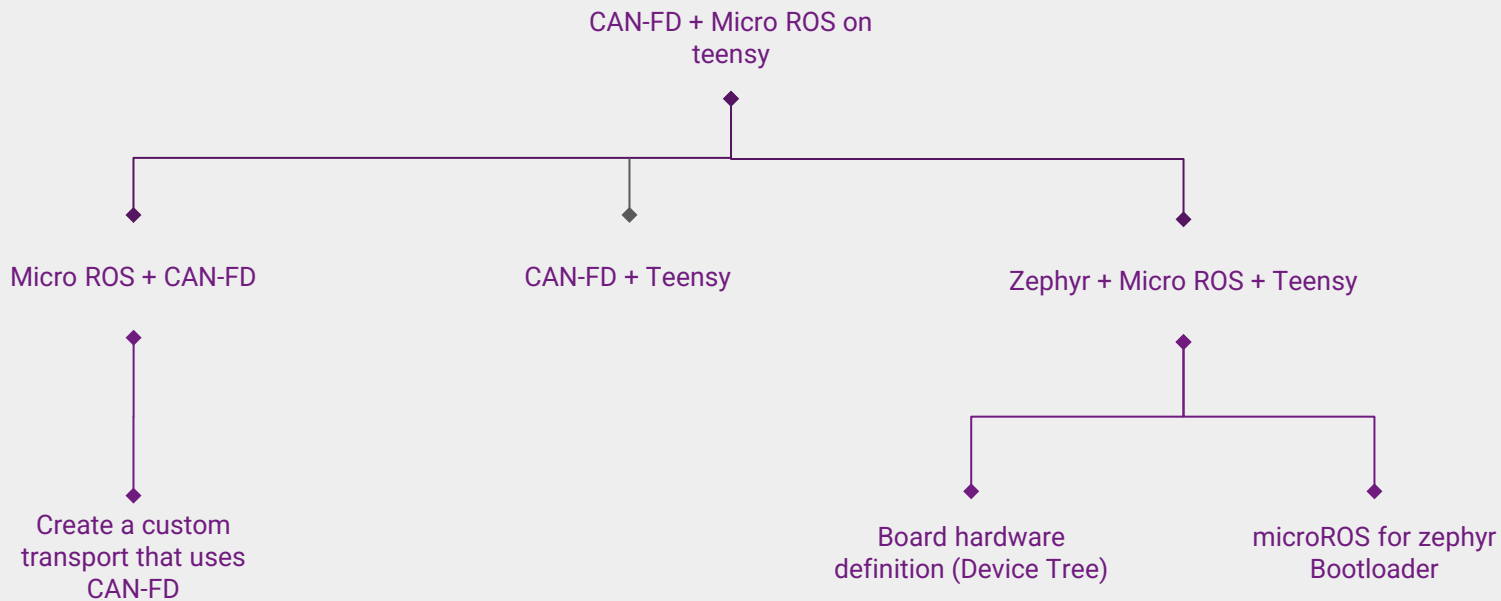 CAN-FD + Micro ROS on
teensy
Micro ROS + CAN-FD
CAN-FD + Teensy
Zephyr + Micro ROS + Teensy
Create a custom
transport that uses
CAN-FD
Board hardware
definition (Device Tree)
microROS for zephyr
Bootloader